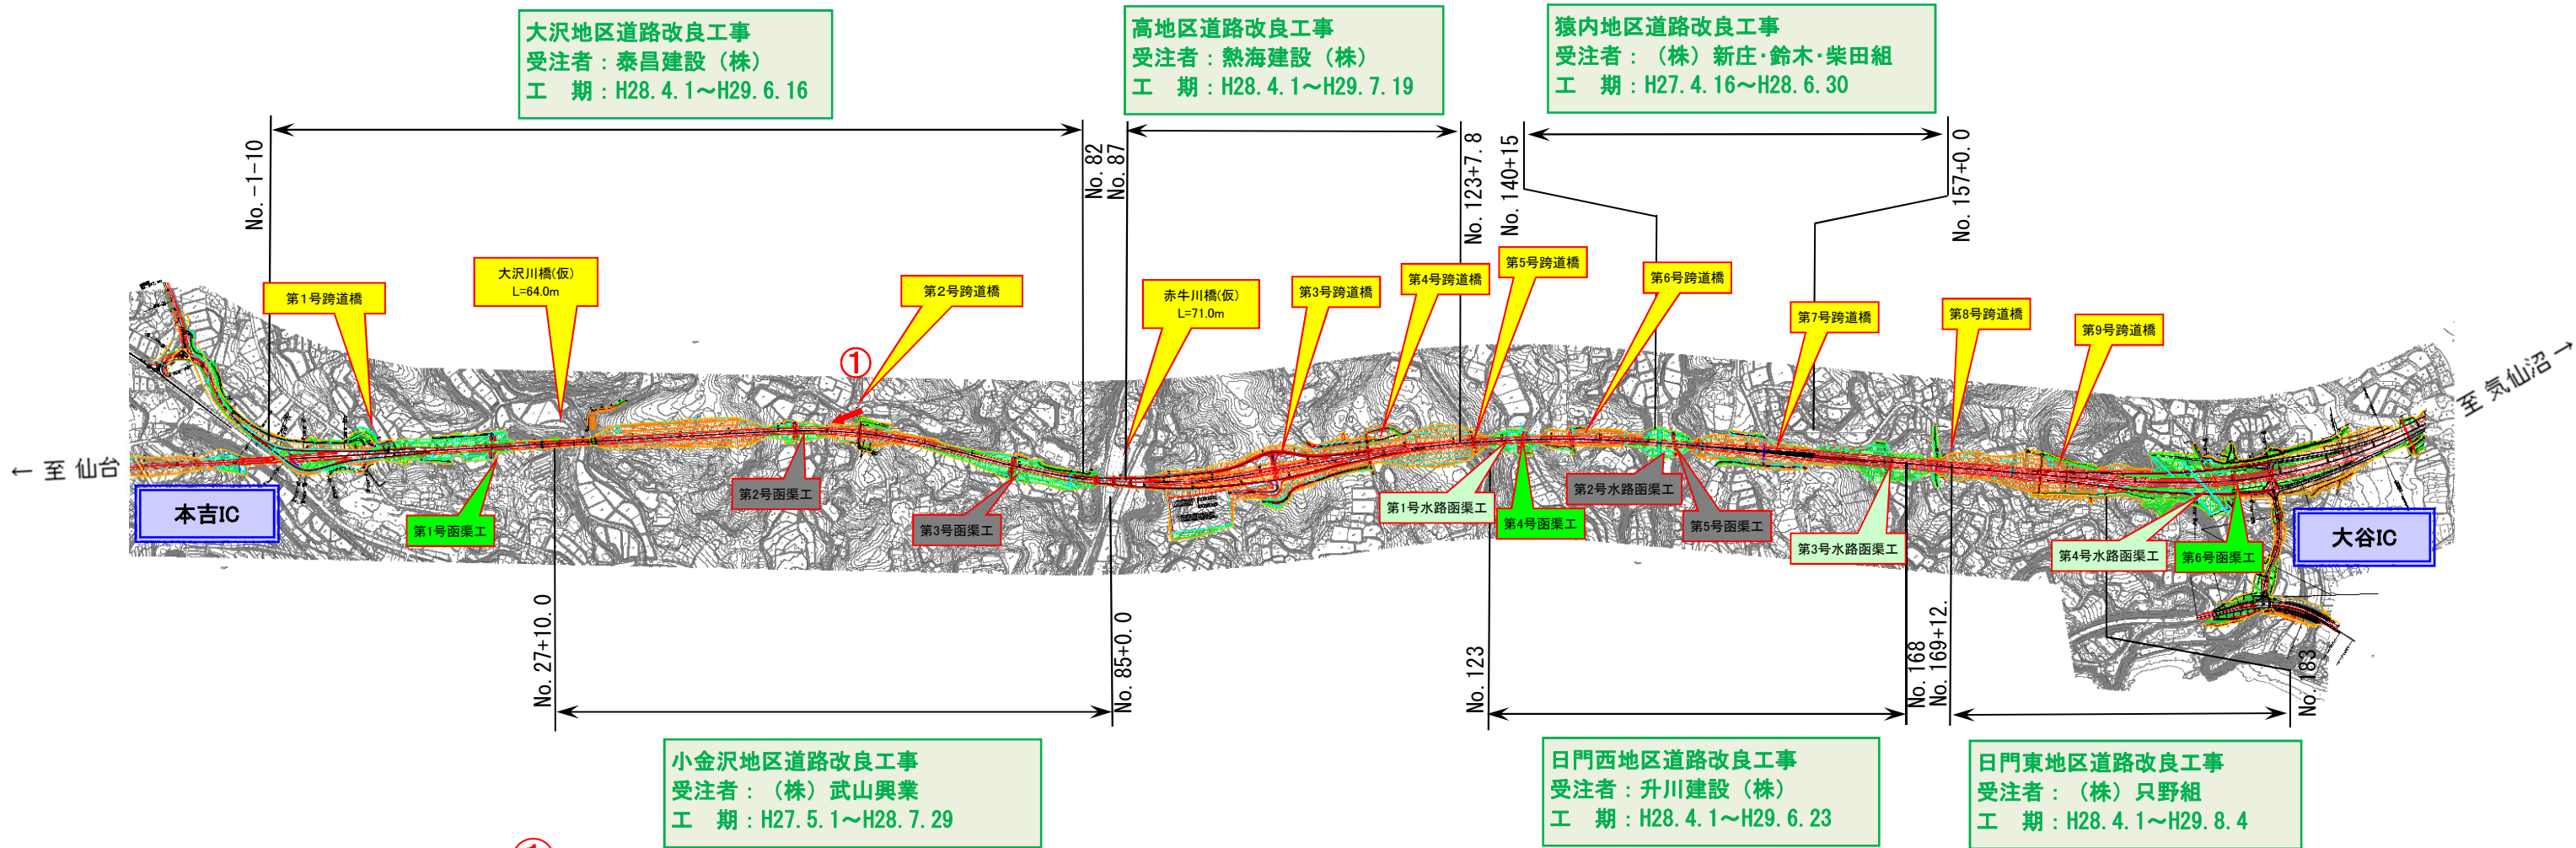 大沢地区道路改良工事
受注者：泰昌建設（株）
工　期：H28.4.1～H29.6.16
高地区道路改良工事
受注者：熱海建設（株）
工　期：H28.4.1～H29.7.19
猿内地区道路改良工事
受注者：（株）新庄・鈴木・柴田組
工　期：H27.4.16～H28.6.30
No.-1-10
No.82
No.87
No.123+7.8
No.140+15
No.157+0.0
第1号跨道橋
大沢川橋(仮)
L=64.0m
第2号跨道橋
赤牛川橋(仮)
L=71.0m
第3号跨道橋
第4号跨道橋
第5号跨道橋
第6号跨道橋
第7号跨道橋
第8号跨道橋
第9号跨道橋
①
← 至 仙台
至 気仙沼 →
本吉IC
大谷IC
第1号函渠工
第2号函渠工
第3号函渠工
第1号水路函渠工
第4号函渠工
第2号水路函渠工
第5号函渠工
第3号水路函渠工
第4号水路函渠工
第6号函渠工
No.27+10.0
No.85+0.0
No.123
No.168
No.169+12.
No.183
小金沢地区道路改良工事
受注者：（株）武山興業
工　期：H27.5.1～H28.7.29
日門西地区道路改良工事
受注者：升川建設（株）
工　期：H28.4.1～H29.6.23
日門東地区道路改良工事
受注者：（株）只野組
工　期：H28.4.1～H29.8.4